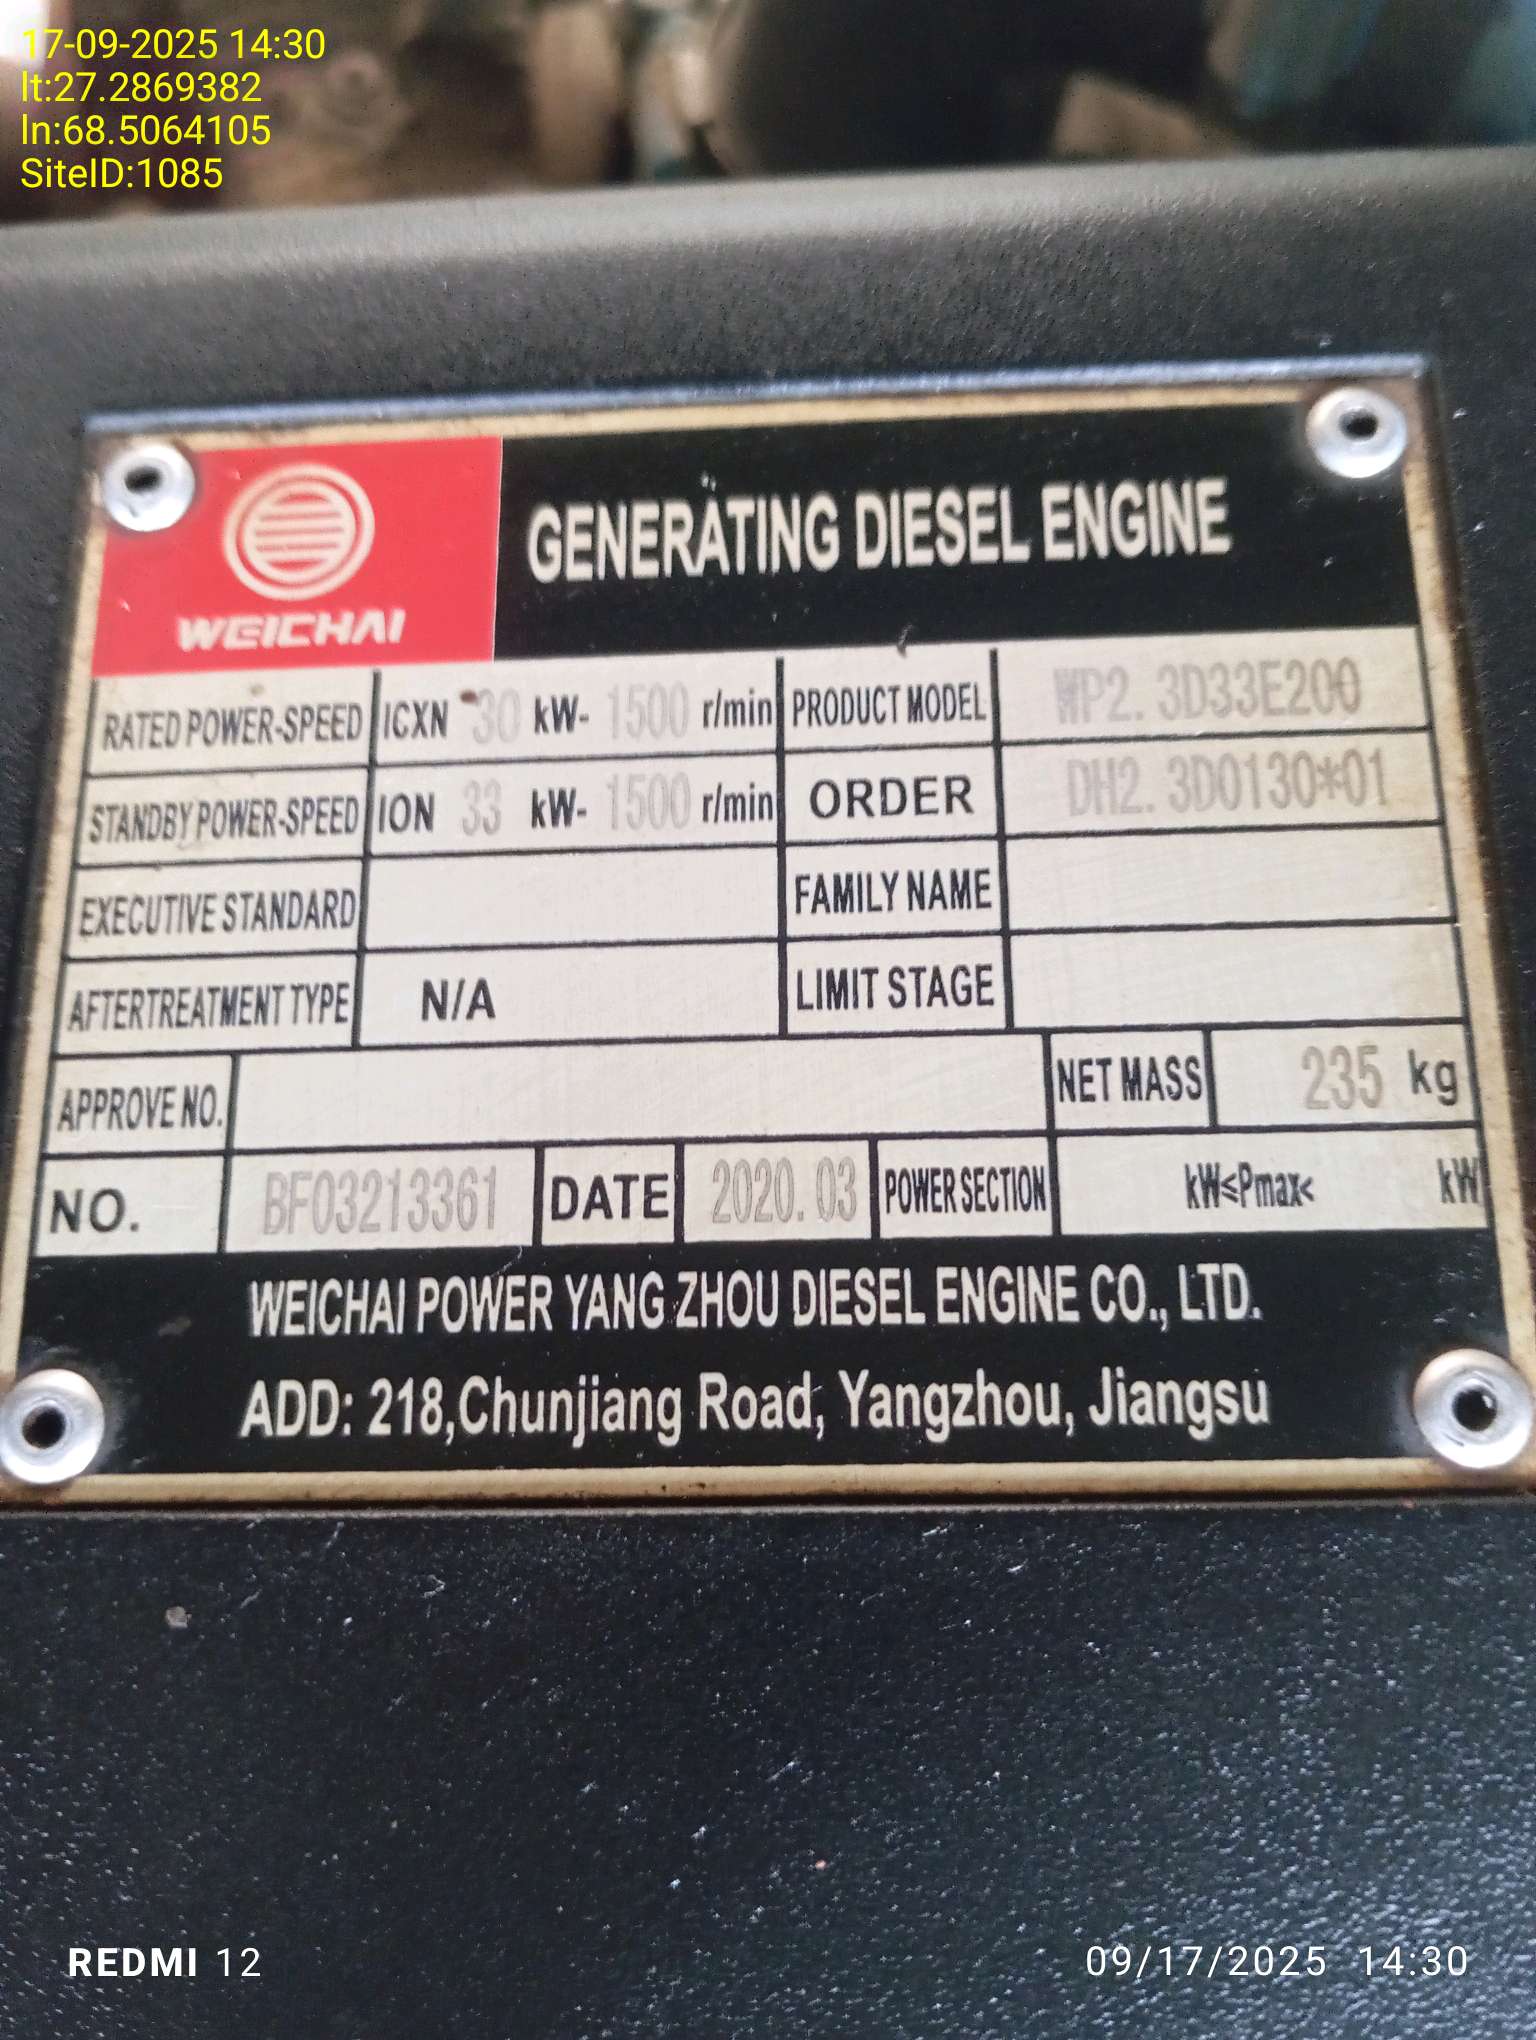 17-09-2025 14:30
lt:27.2869382
ln:68.5064105
SiteID:1085
WEICHAI
GENERATING DIESEL ENGINE
RATED POWER-SPEED ICXN 30 kW- 1500 r/min PRODUCT MODEL WP2.3D33E200
STANDBY POWER-SPEED ION 33 kW- 1500 r/min ORDER DH2.3D0130*01
EXECUTIVE STANDARD FAMILY NAME
AFTERTREATMENT TYPE N/A LIMIT STAGE
APPROVE NO. NET MASS 235 kg
NO. BF03213361 DATE 2020.03 POWER SECTION kW≤Pmax< kW
WEICHAI POWER YANG ZHOU DIESEL ENGINE CO., LTD.
ADD: 218,Chunjiang Road, Yangzhou, Jiangsu
REDMI 12
09/17/2025 14:30